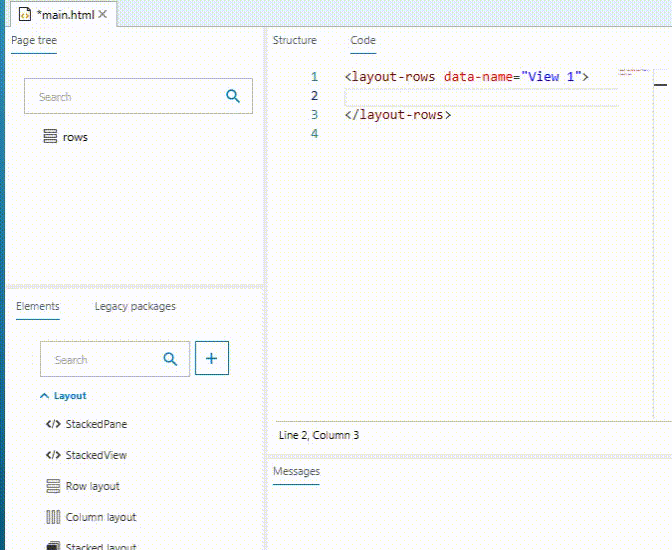 *main.html
Page tree
Search
rows
Elements Legacy packages
Search
Layout
StackedPane
StackedView
Row layout
Column layout
Stacked layout
Structure Code
1 <layout-rows data-name="View 1">
2
3 </layout-rows>
4
Line 2, Column 3
Messages